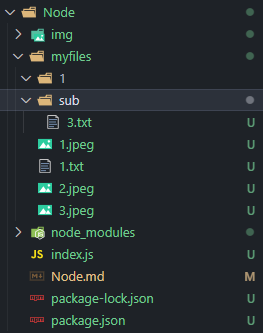 Node
img
myfiles
1
sub
3.txt U
1.jpeg U
1.txt U
2.jpeg U
3.jpeg U
node_modules
JS index.js U
Node.md M
package-lock.json U
package.json U